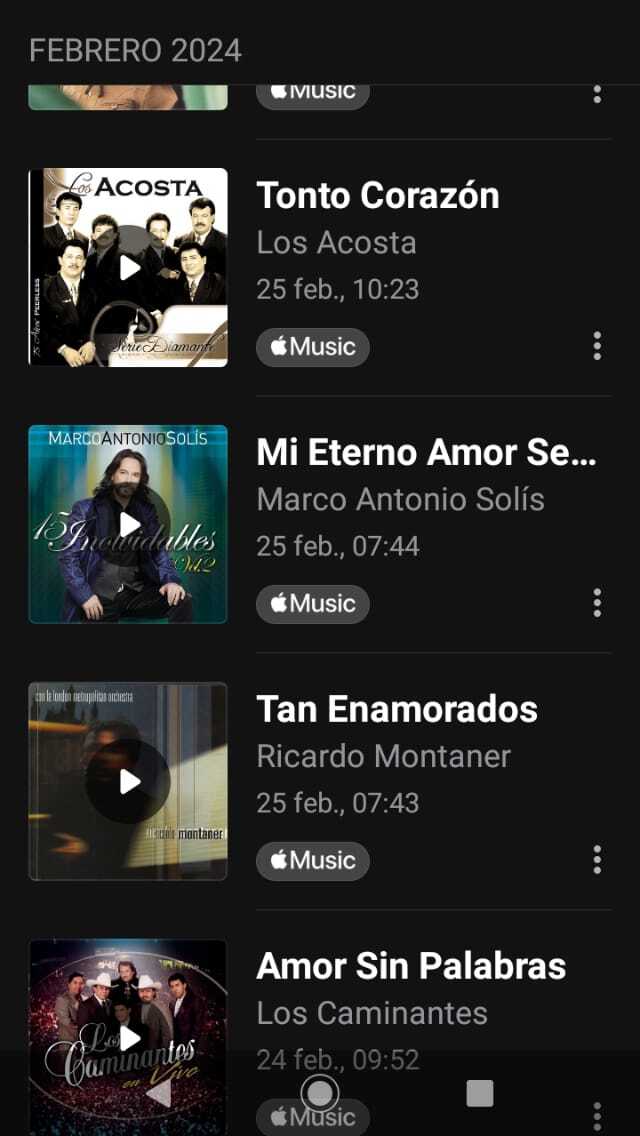 FEBRERO 2024
Music
Los ACOSTA
75 Años PEERLESS
Serie Diamante
Tonto Corazón
Los Acosta
25 feb., 10:23
Music
MARCO ANTONIO SOLÍS
15 Inolvidables
Vol.2
Mi Eterno Amor Se...
Marco Antonio Solís
25 feb., 07:44
Music
con la london metropolitan orchestra
ricardo montaner
Tan Enamorados
Ricardo Montaner
25 feb., 07:43
Music
Los
Caminantes
en Vivo
Amor Sin Palabras
Los Caminantes
24 feb., 09:52
Music